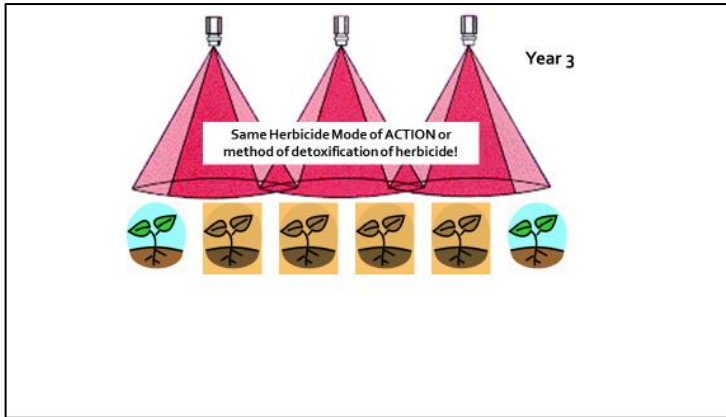 Year 3
Same Herbicide Mode of ACTION or
method of detoxification of herbicide!